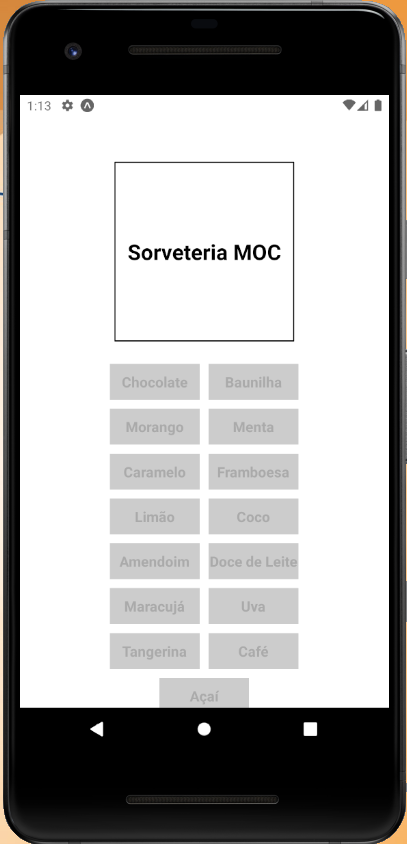 1:13
Sorveteria MOC
Chocolate
Baunilha
Morango
Menta
Caramelo
Framboesa
Limão
Coco
Amendoim
Doce de Leite
Maracujá
Uva
Tangerina
Café
Açaí